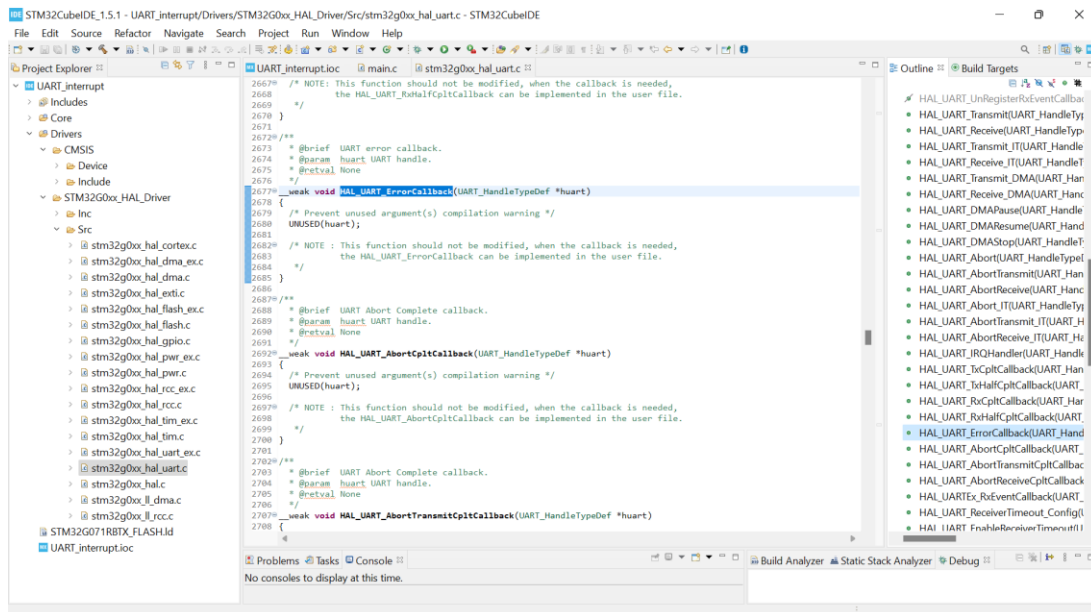 STM32CubeIDE_1.5.1 - UART_interrupt/Drivers/STM32G0xx_HAL_Driver/Src/stm32g0xx_hal_uart.c - STM32CubeIDE
File Edit Source Refactor Navigate Search Project Run Window Help
Project Explorer
UART_interrupt
Includes
Core
Drivers
CMSIS
Device
Include
STM32G0xx_HAL_Driver
Inc
Src
stm32g0xx_hal_cortex.c
stm32g0xx_hal_dma_ex.c
stm32g0xx_hal_dma.c
stm32g0xx_hal_exti.c
stm32g0xx_hal_flash_ex.c
stm32g0xx_hal_flash.c
stm32g0xx_hal_gpio.c
stm32g0xx_hal_pwr_ex.c
stm32g0xx_hal_pwr.c
stm32g0xx_hal_rcc_ex.c
stm32g0xx_hal_rcc.c
stm32g0xx_hal_tim_ex.c
stm32g0xx_hal_tim.c
stm32g0xx_hal_uart_ex.c
stm32g0xx_hal_uart.c
stm32g0xx_hal.c
stm32g0xx_ll_dma.c
stm32g0xx_ll_rcc.c
STM32G071RBTX_FLASH.ld
UART_interrupt.ioc
UART_interrupt.ioc main.c stm32g0xx_hal_uart.c
2667 /* NOTE: This function should not be modified, when the callback is needed,
2668 the HAL_UART_RxHalfCpltCallback can be implemented in the user file.
2669 */
2670 }
2671
2672 /**
2673 * @brief UART error callback.
2674 * @param huart UART handle.
2675 * @retval None
2676 */
2677 __weak void HAL_UART_ErrorCallback(UART_HandleTypeDef *huart)
2678 {
2679 /* Prevent unused argument(s) compilation warning */
2680 UNUSED(huart);
2681
2682 /* NOTE : This function should not be modified, when the callback is needed,
2683 the HAL_UART_ErrorCallback can be implemented in the user file.
2684 */
2685 }
2686
2687 /**
2688 * @brief UART Abort Complete callback.
2689 * @param huart UART handle.
2690 * @retval None
2691 */
2692 __weak void HAL_UART_AbortCpltCallback(UART_HandleTypeDef *huart)
2693 {
2694 /* Prevent unused argument(s) compilation warning */
2695 UNUSED(huart);
2696
2697 /* NOTE : This function should not be modified, when the callback is needed,
2698 the HAL_UART_AbortCpltCallback can be implemented in the user file.
2699 */
2700 }
2701
2702 /**
2703 * @brief UART Abort Complete callback.
2704 * @param huart UART handle.
2705 * @retval None
2706 */
2707 __weak void HAL_UART_AbortTransmitCpltCallback(UART_HandleTypeDef *huart)
2708 {
Outline Build Targets
HAL_UART_UnRegisterRxEventCallbac
HAL_UART_Transmit(UART_HandleTyp
HAL_UART_Receive(UART_HandleTyp
HAL_UART_Transmit_IT(UART_Handle
HAL_UART_Receive_IT(UART_HandleT
HAL_UART_Transmit_DMA(UART_Han
HAL_UART_Receive_DMA(UART_Hand
HAL_UART_DMAPause(UART_Handle
HAL_UART_DMAResume(UART_Hand
HAL_UART_DMAStop(UART_HandleT
HAL_UART_Abort(UART_HandleTypeD
HAL_UART_AbortTransmit(UART_Han
HAL_UART_AbortReceive(UART_Hand
HAL_UART_Abort_IT(UART_HandleTy
HAL_UART_AbortTransmit_IT(UART_H
HAL_UART_AbortReceive_IT(UART_Ha
HAL_UART_IRQHandler(UART_Handle
HAL_UART_TxCpltCallback(UART_Han
HAL_UART_TxHalfCpltCallback(UART_
HAL_UART_RxCpltCallback(UART_Han
HAL_UART_RxHalfCpltCallback(UART_
HAL_UART_ErrorCallback(UART_Hand
HAL_UART_AbortCpltCallback(UART_
HAL_UART_AbortTransmitCpltCallbac
HAL_UART_AbortReceiveCpltCallback
HAL_UARTEx_RxEventCallback(UART_
HAL_UART_ReceiverTimeout_Config(U
HAL_UART_EnableReceiverTimeout(U
Problems Tasks Console
No consoles to display at this time.
Build Analyzer Static Stack Analyzer Debug